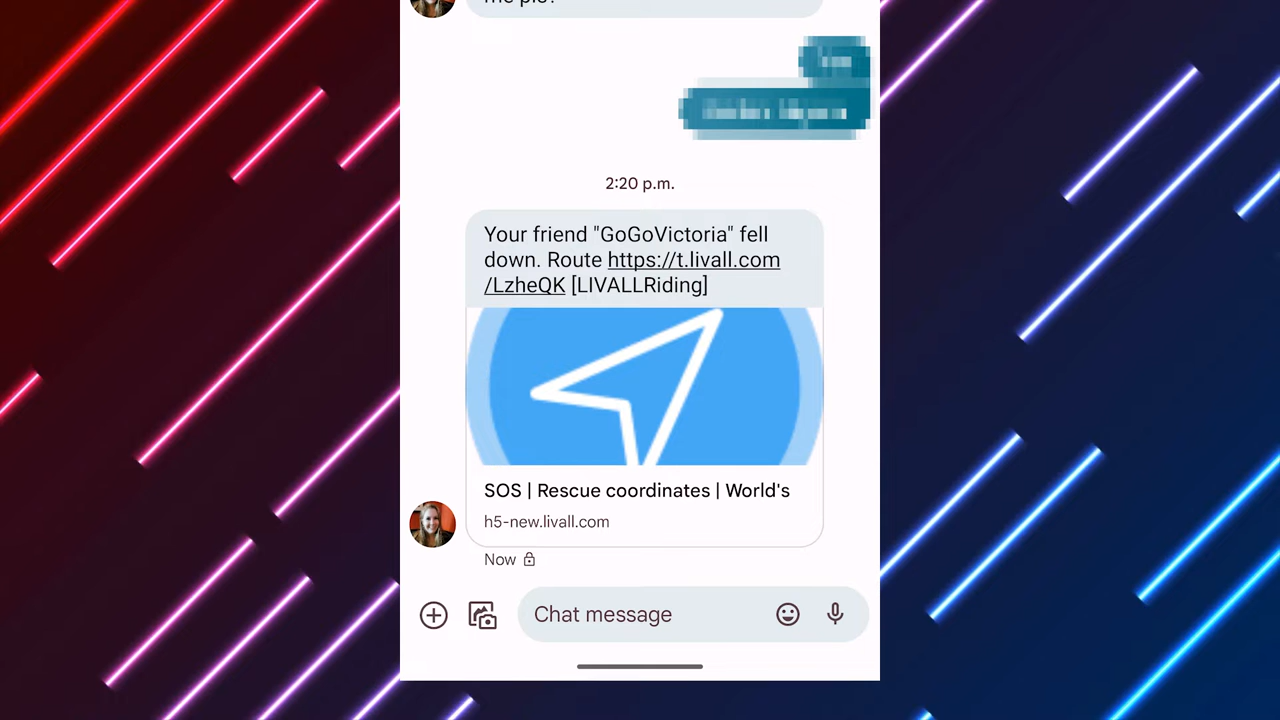 2:20 p.m.
Your friend "GoGoVictoria" fell
down. Route https://t.livall.com
/LzheQK [LIVALLRiding]
SOS | Rescue coordinates | World's
h5-new.livall.com
Now
Chat message